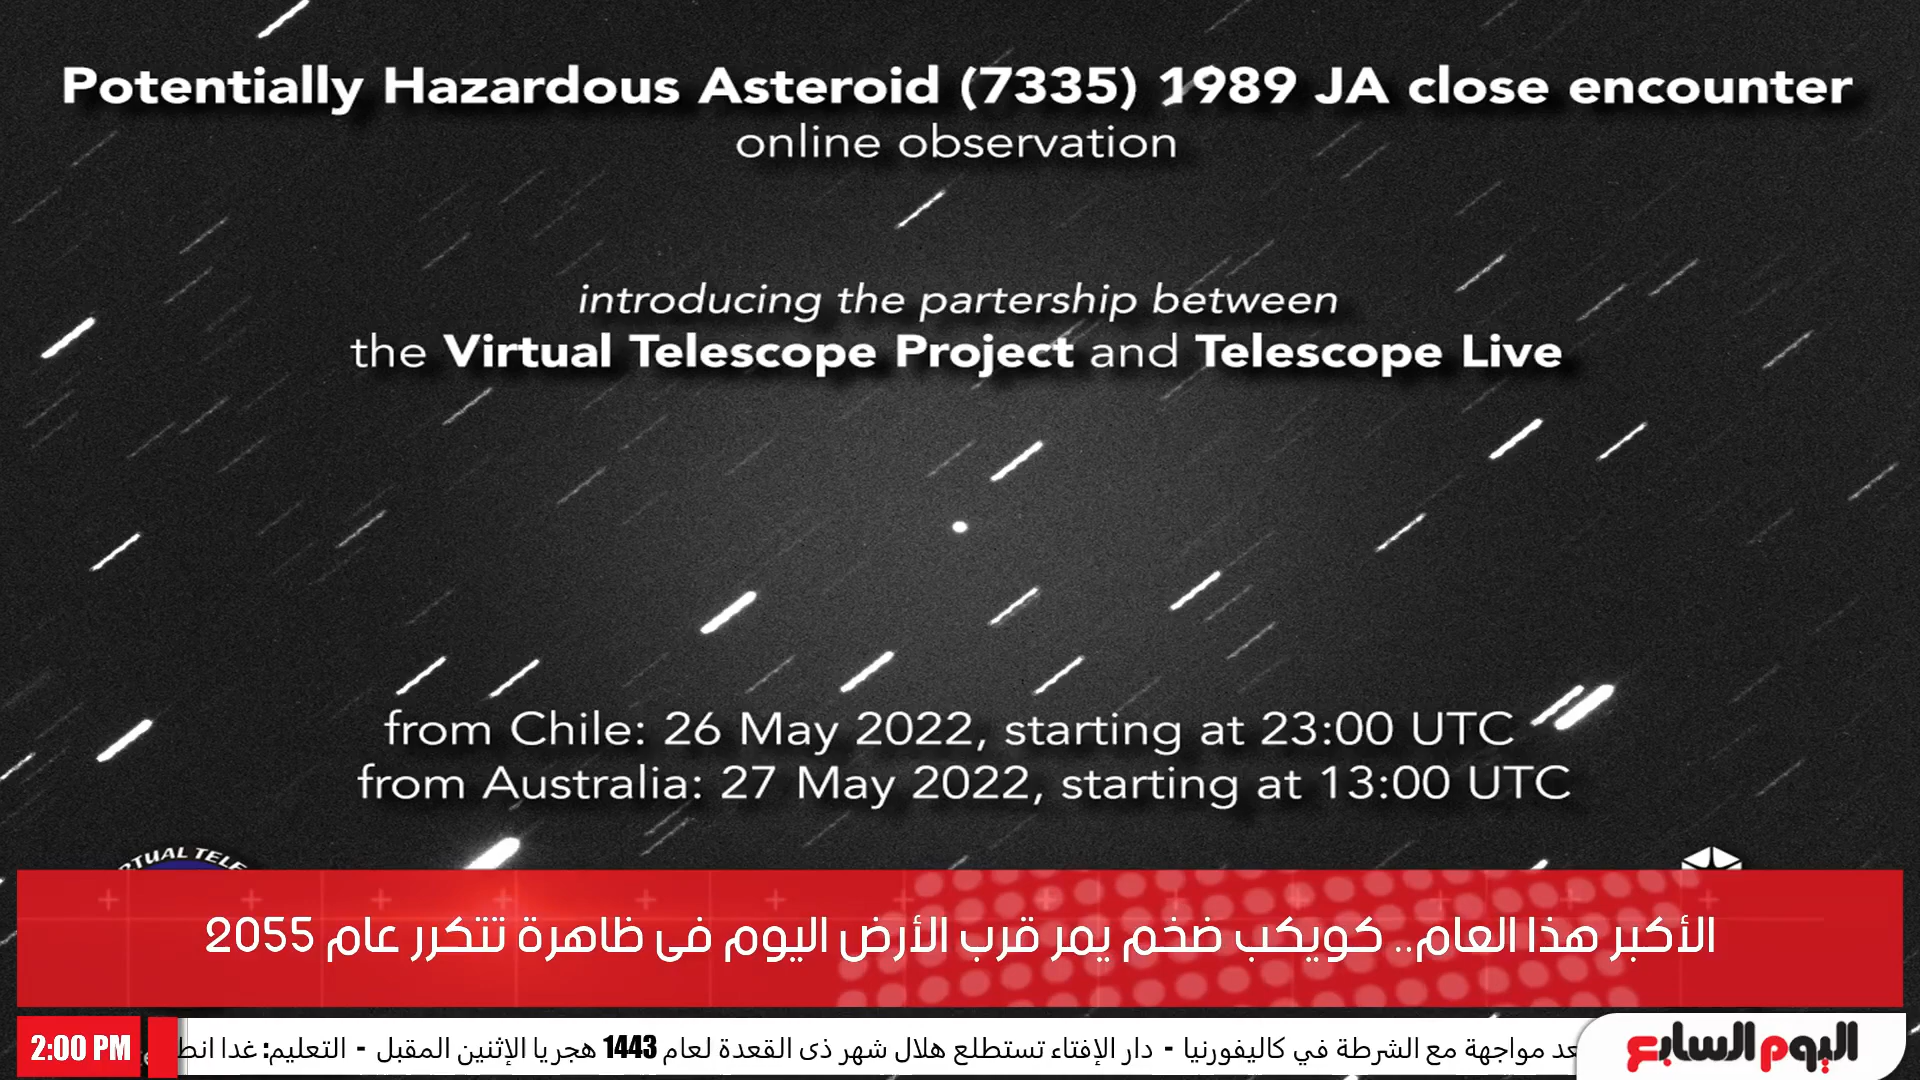 Potentially Hazardous Asteroid (7335) 1989 JA close encounter
online observation
introducing the partership between
the Virtual Telescope Project and Telescope Live
from Chile: 26 May 2022, starting at 23:00 UTC
from Australia: 27 May 2022, starting at 13:00 UTC
الأكبر هذا العام.. كويكب ضخم يمر قرب الأرض اليوم فى ظاهرة تتكرر عام 2055
مواجهة مع الشرطة في كاليفورنيا - دار الإفتاء تستطلع هلال شهر ذى القعدة لعام 1443 هجريا الإثنين المقبل - التعليم: غدا
2:00 PM
اليوم السابع